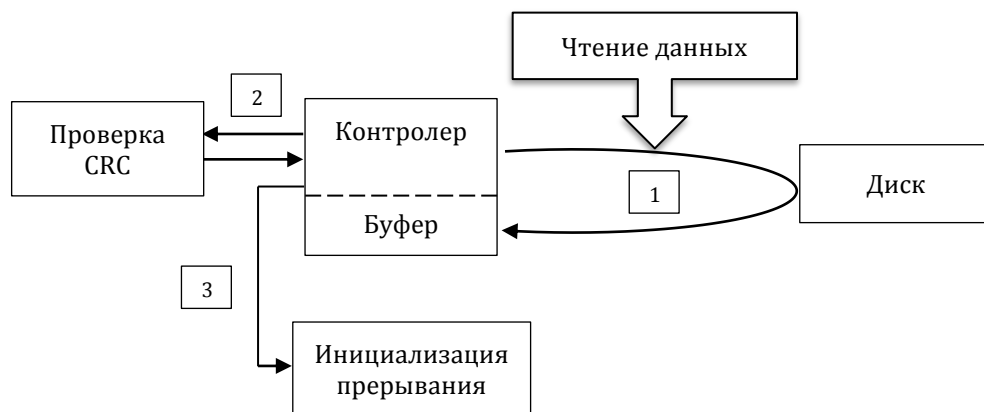 Чтение данных
2
Проверка
CRC
Контролер
1
Диск
Буфер
3
Инициализация
прерывания